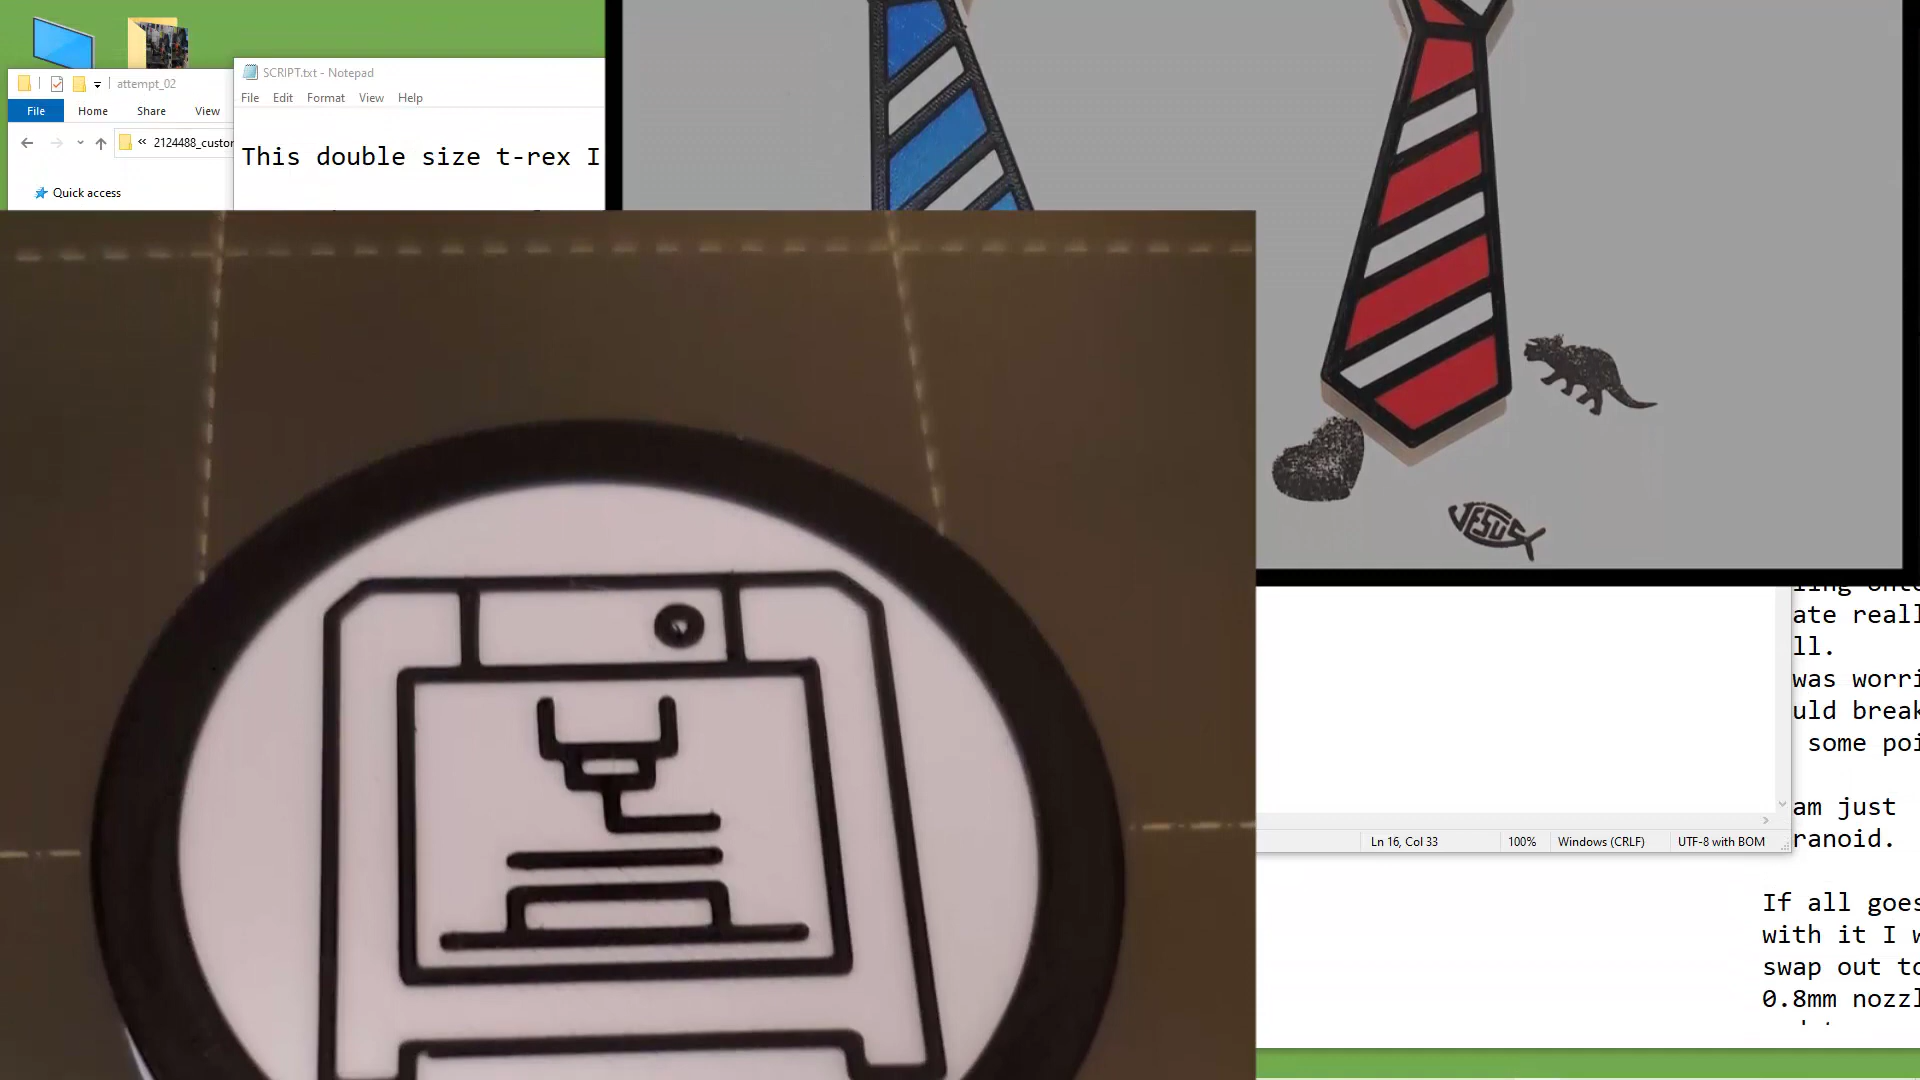 attempt_02
SCRIPT.txt - Notepad
File Home Share View
File Edit Format View Help
2124488_custor
Quick access
This double size t-rex I
JESUS
ate reall
ll.
was worri
uld break
some poi
am just
ranoid.
Ln 16, Col 33 100% Windows (CRLF) UTF-8 with BOM
If all goes
with it I w
swap out to
0.8mm nozzl